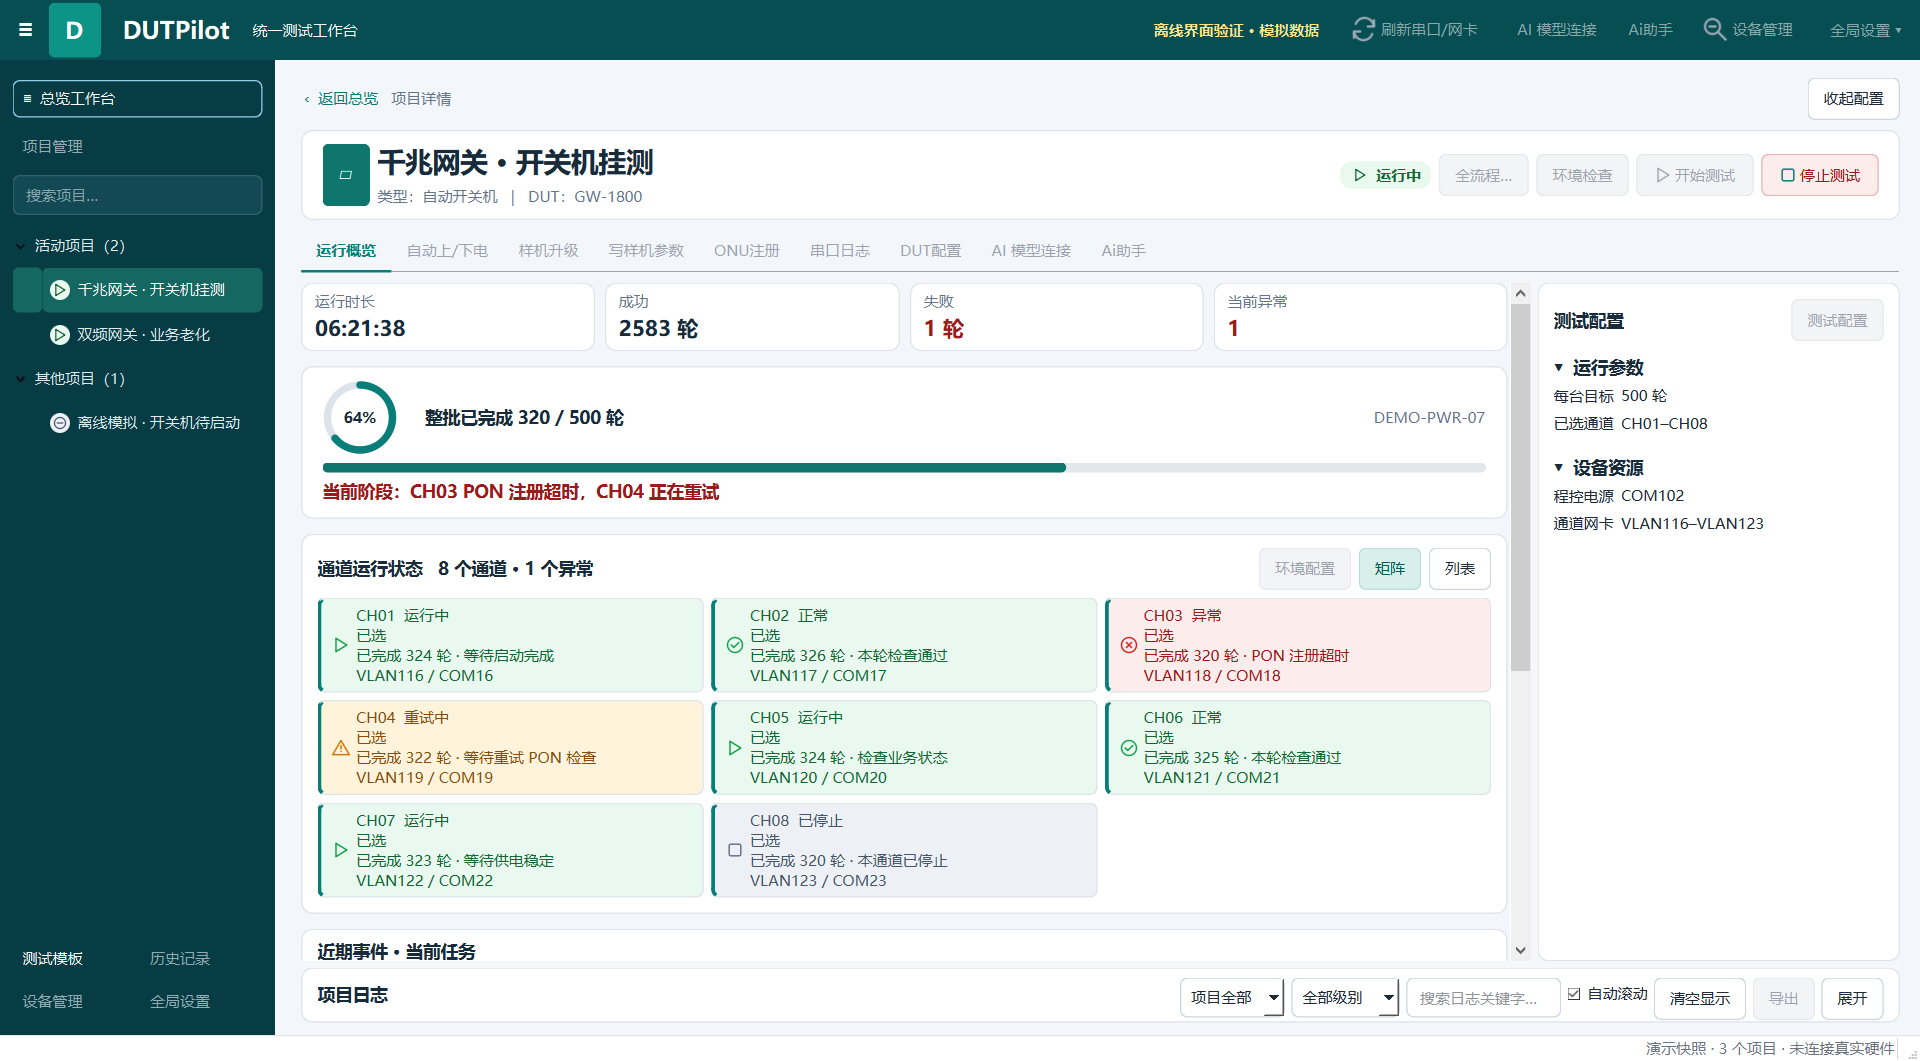 D
DUTPilot 统一测试工作台
离线界面验证 • 模拟数据
刷新串口/网卡
AI 模型连接
Ai助手
设备管理
全局设置
总览工作台
项目管理
搜索项目...
活动项目（2）
千兆网关 · 开关机挂测
双频网关 · 业务老化
其他项目（1）
离线模拟 · 开关机待启动
测试模板
历史记录
设备管理
全局设置
‹ 返回总览 项目详情
收起配置
千兆网关 • 开关机挂测
类型：自动开关机 | DUT：GW-1800
运行中
全流程...
环境检查
开始测试
停止测试
运行概览
自动上/下电
样机升级
写样机参数
ONU注册
串口日志
DUT配置
AI 模型连接
Ai助手
运行时长
06:21:38
成功
2583 轮
失败
1 轮
当前异常
1
64%
整批已完成 320 / 500 轮
DEMO-PWR-07
当前阶段：CH03 PON 注册超时，CH04 正在重试
通道运行状态 8 个通道 • 1 个异常
环境配置
矩阵
列表
CH01 运行中
已选
已完成 324 轮 · 等待启动完成
VLAN116 / COM16
CH02 正常
已选
已完成 326 轮 · 本轮检查通过
VLAN117 / COM17
CH03 异常
已选
已完成 320 轮 · PON 注册超时
VLAN118 / COM18
CH04 重试中
已选
已完成 322 轮 · 等待重试 PON 检查
VLAN119 / COM19
CH05 运行中
已选
已完成 324 轮 · 检查业务状态
VLAN120 / COM20
CH06 正常
已选
已完成 325 轮 · 本轮检查通过
VLAN121 / COM21
CH07 运行中
已选
已完成 323 轮 · 等待供电稳定
VLAN122 / COM22
CH08 已停止
已选
已完成 320 轮 · 本通道已停止
VLAN123 / COM23
近期事件 • 当前任务
测试配置
测试配置
运行参数
每台目标 500 轮
已选通道 CH01–CH08
设备资源
程控电源 COM102
通道网卡 VLAN116–VLAN123
项目日志
项目全部
全部级别
搜索日志关键字...
自动滚动
清空显示
导出
展开
演示快照 · 3 个项目 · 未连接真实硬件